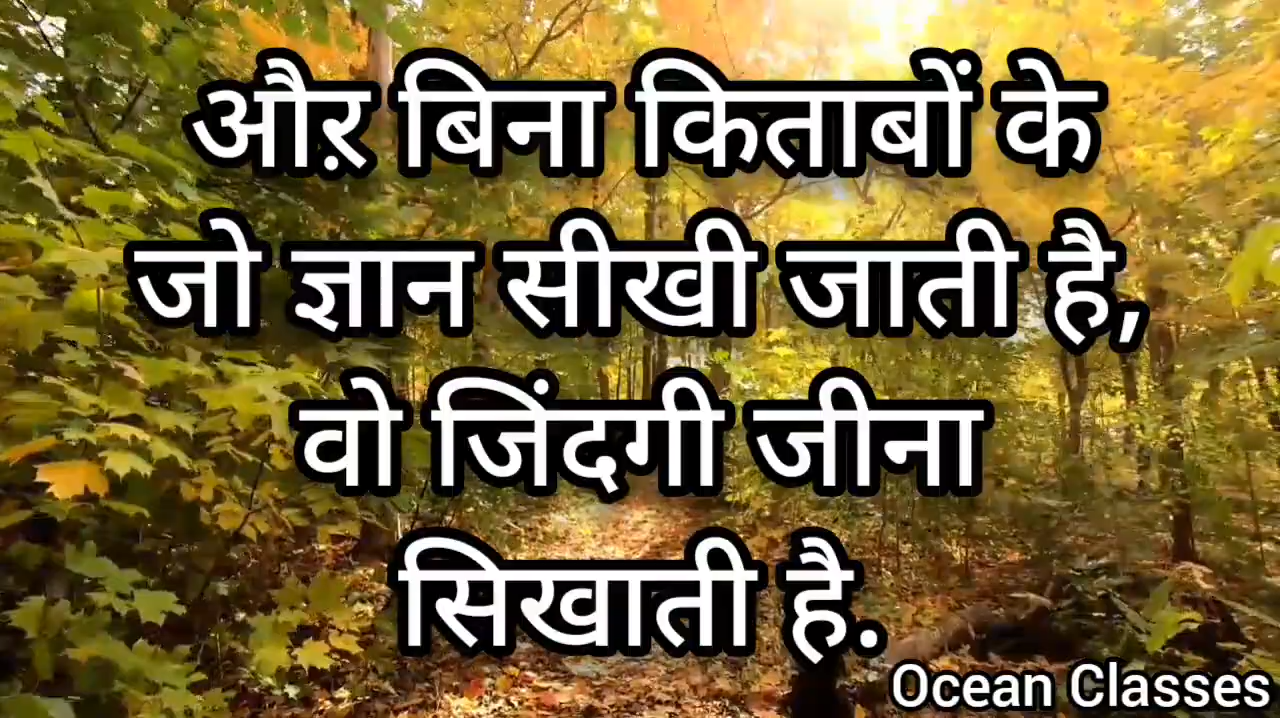 औऱ बिना किताबों के
जो ज्ञान सीखी जाती है,
वो जिंदगी जीना
सिखाती है.
Ocean Classes